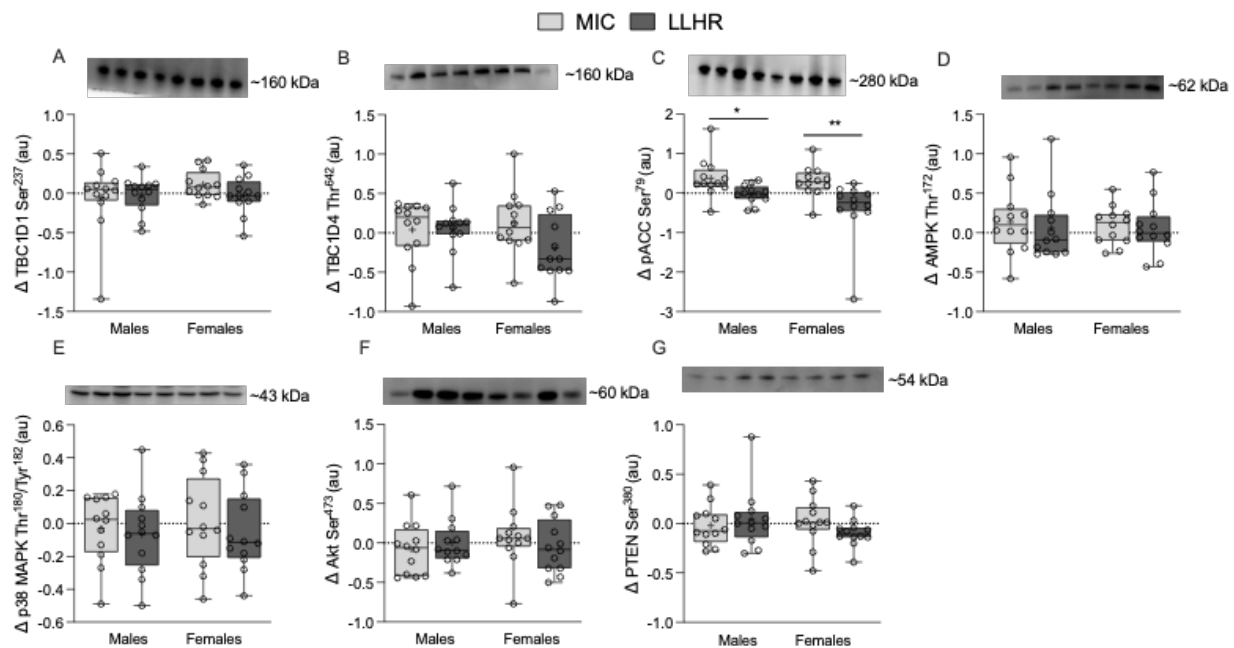 MIC LLHR
A
~160 kDa
Δ TBC1D1 Ser237 (au)
1.0
0.5
0.0
-0.5
-1.0
-1.5
Males Females
B
~160 kDa
Δ TBC1D4 Thr642 (au)
1.5
1.0
0.5
0.0
-0.5
-1.0
Males Females
C
~280 kDa
Δ pACC Ser79 (au)
2
1
0
-1
-2
-3
*
**
Males Females
D
~62 kDa
Δ AMPK Thr172 (au)
1.5
1.0
0.5
0.0
-0.5
-1.0
Males Females
E
~43 kDa
Δ p38 MAPK Thr180/Tyr182 (au)
0.6
0.4
0.2
-0.0
-0.2
-0.4
-0.6
Males Females
F
~60 kDa
Δ Akt Ser473 (au)
1.5
1.0
0.5
0.0
-0.5
-1.0
Males Females
G
~54 kDa
Δ PTEN Ser380 (au)
1.0
0.5
0.0
-0.5
-1.0
Males Females